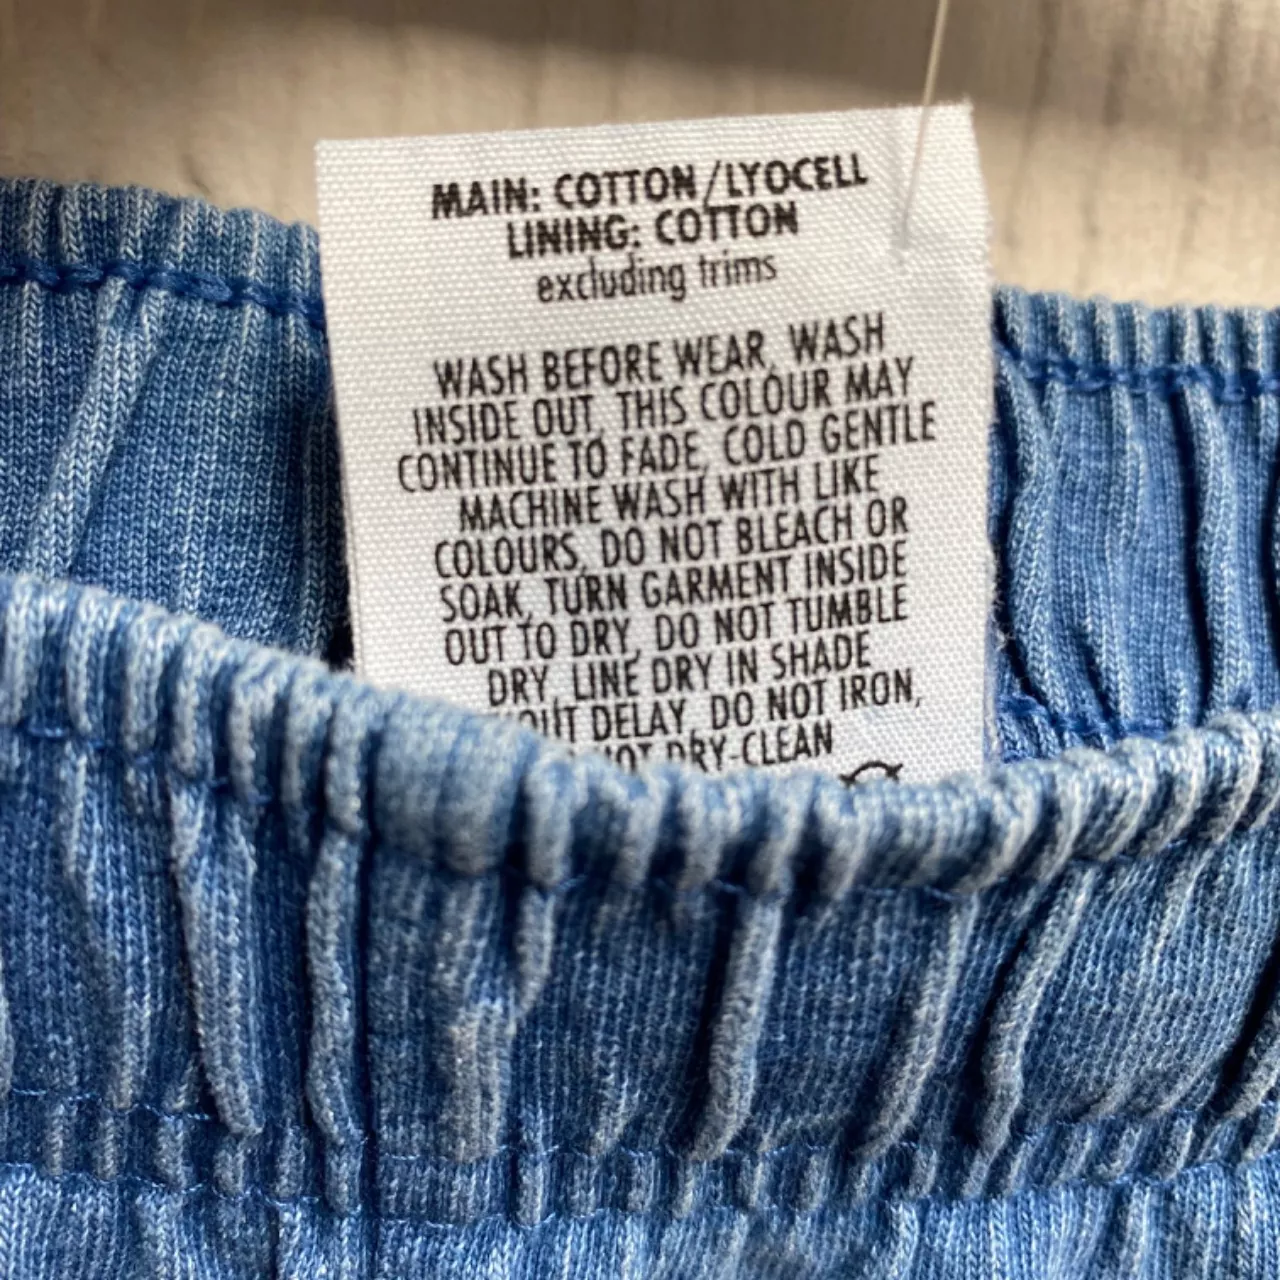 MAIN: COTTON/LYOCELL
LINING: COTTON
excluding trims
WASH BEFORE WEAR, WASH
INSIDE OUT, THIS COLOUR MAY
CONTINUE TO FADE, COLD GENTLE
MACHINE WASH WITH LIKE
COLOURS, DO NOT BLEACH OR
SOAK, TURN GARMENT INSIDE
OUT TO DRY, DO NOT TUMBLE
DRY, LINE DRY IN SHADE
DELAY, DO NOT IRON,
DRY-CLEAN